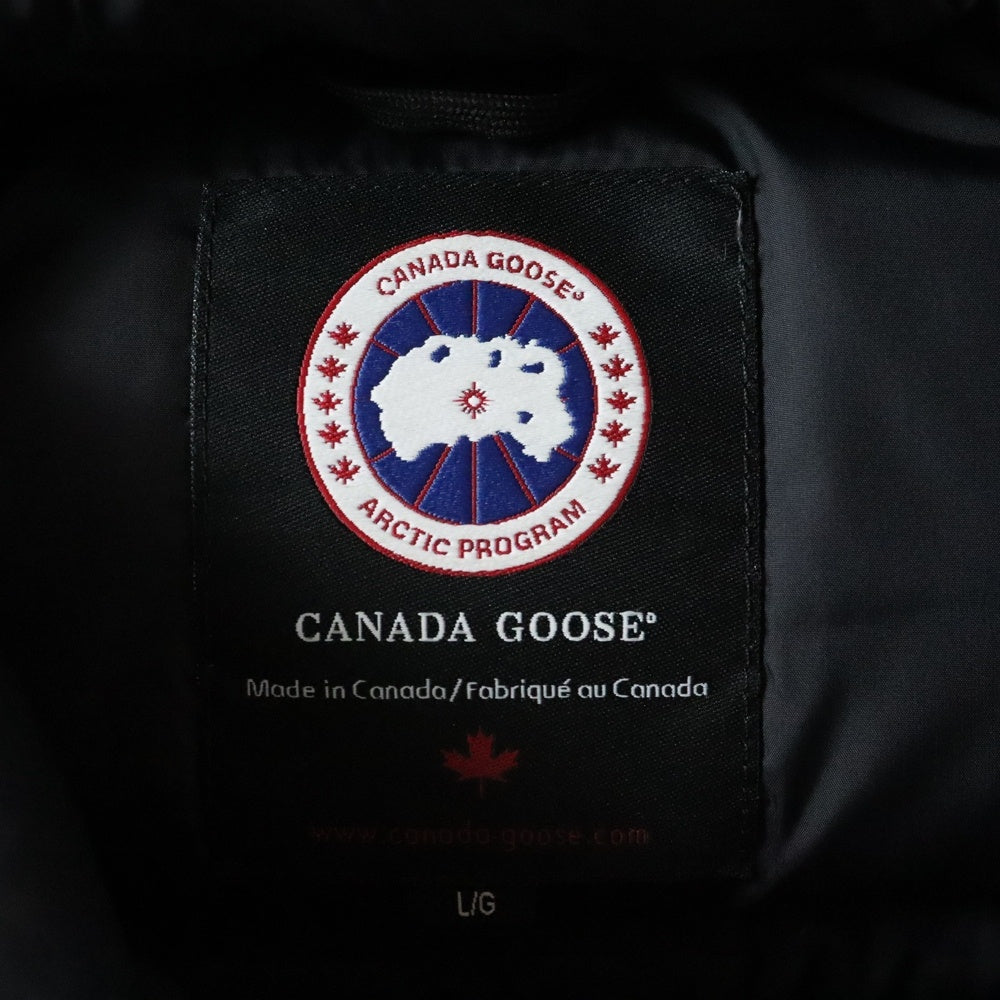 CANADA GOOSE®
ARCTIC PROGRAM
CANADA GOOSE®
Made in Canada/Fabriqué au Canada
www.canada-goose.com
L/G